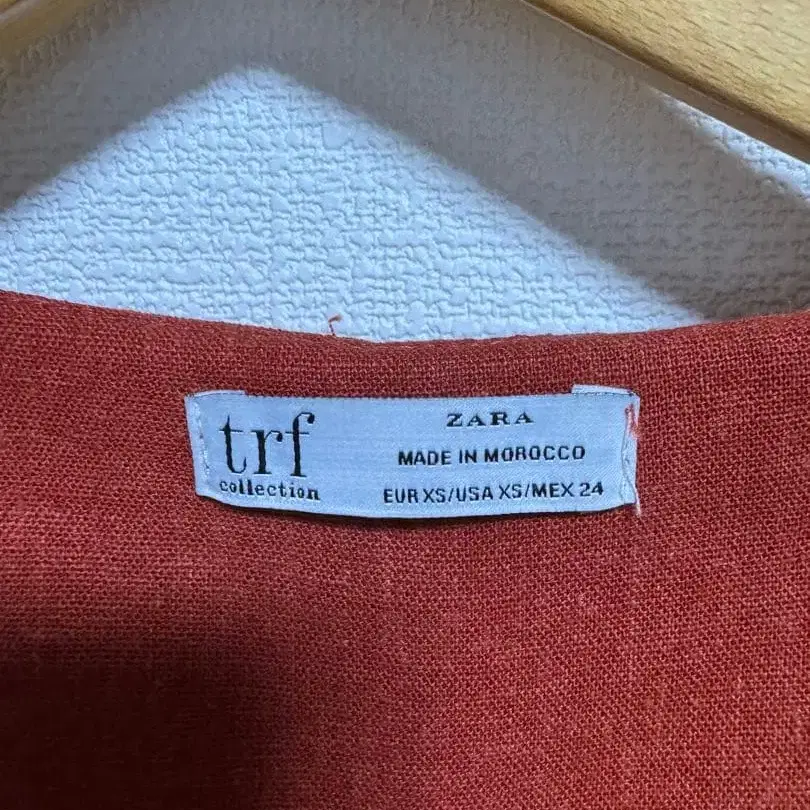 trf
collection
ZARA
MADE IN MOROCCO
EUR XS/USA XS/MEX 24